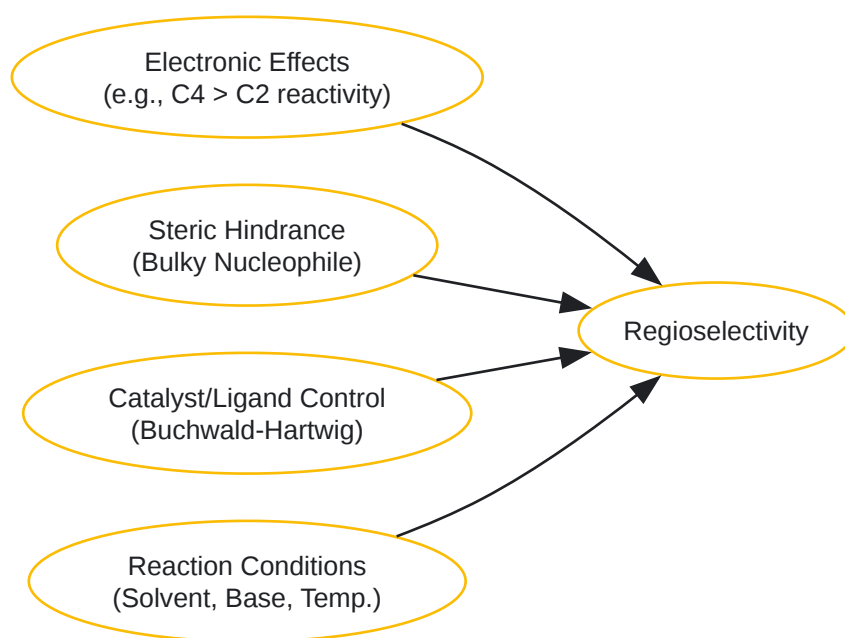 Electronic Effects
(e.g., C4 > C2 reactivity)
Steric Hindrance
(Bulky Nucleophile)
Regioselectivity
Catalyst/Ligand Control
(Buchwald-Hartwig)
Reaction Conditions
(Solvent, Base, Temp.)